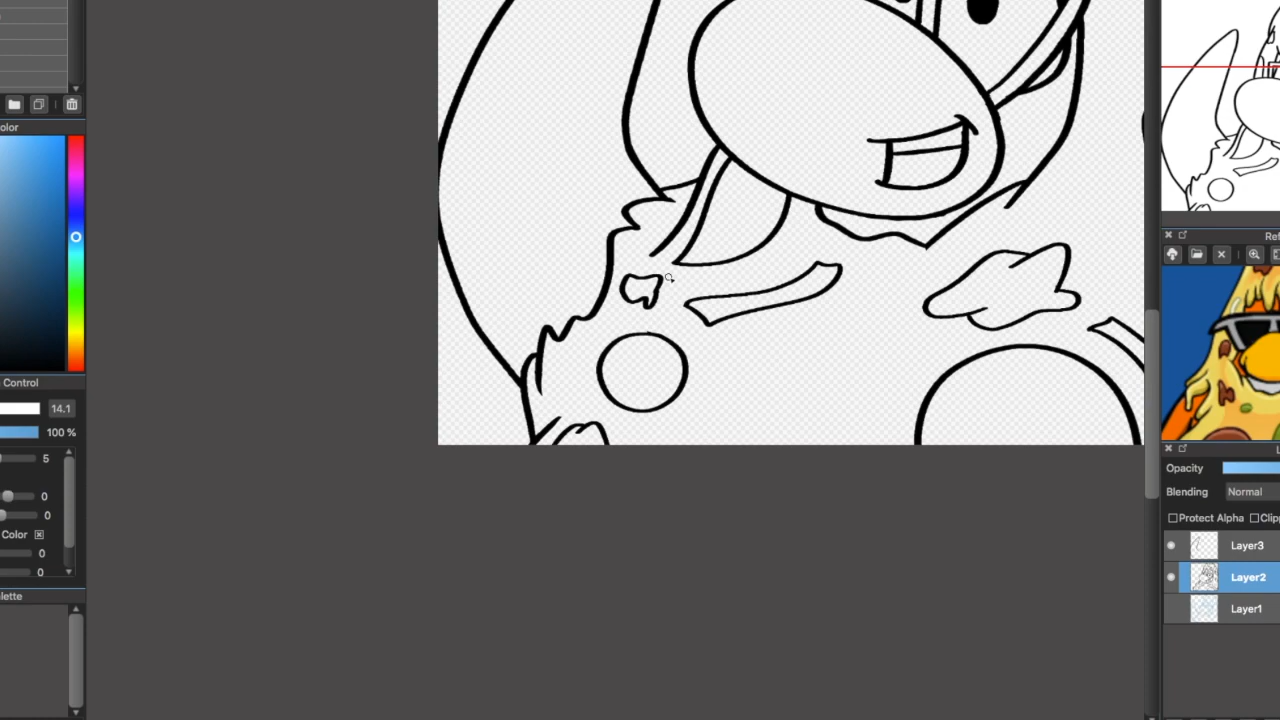 olor
Control
14.1
100 %
5
0
0
Color
0
0
lette
Ref
L
Opacity
Blending Normal
Protect Alpha Clip
Layer3
Layer2
Layer1